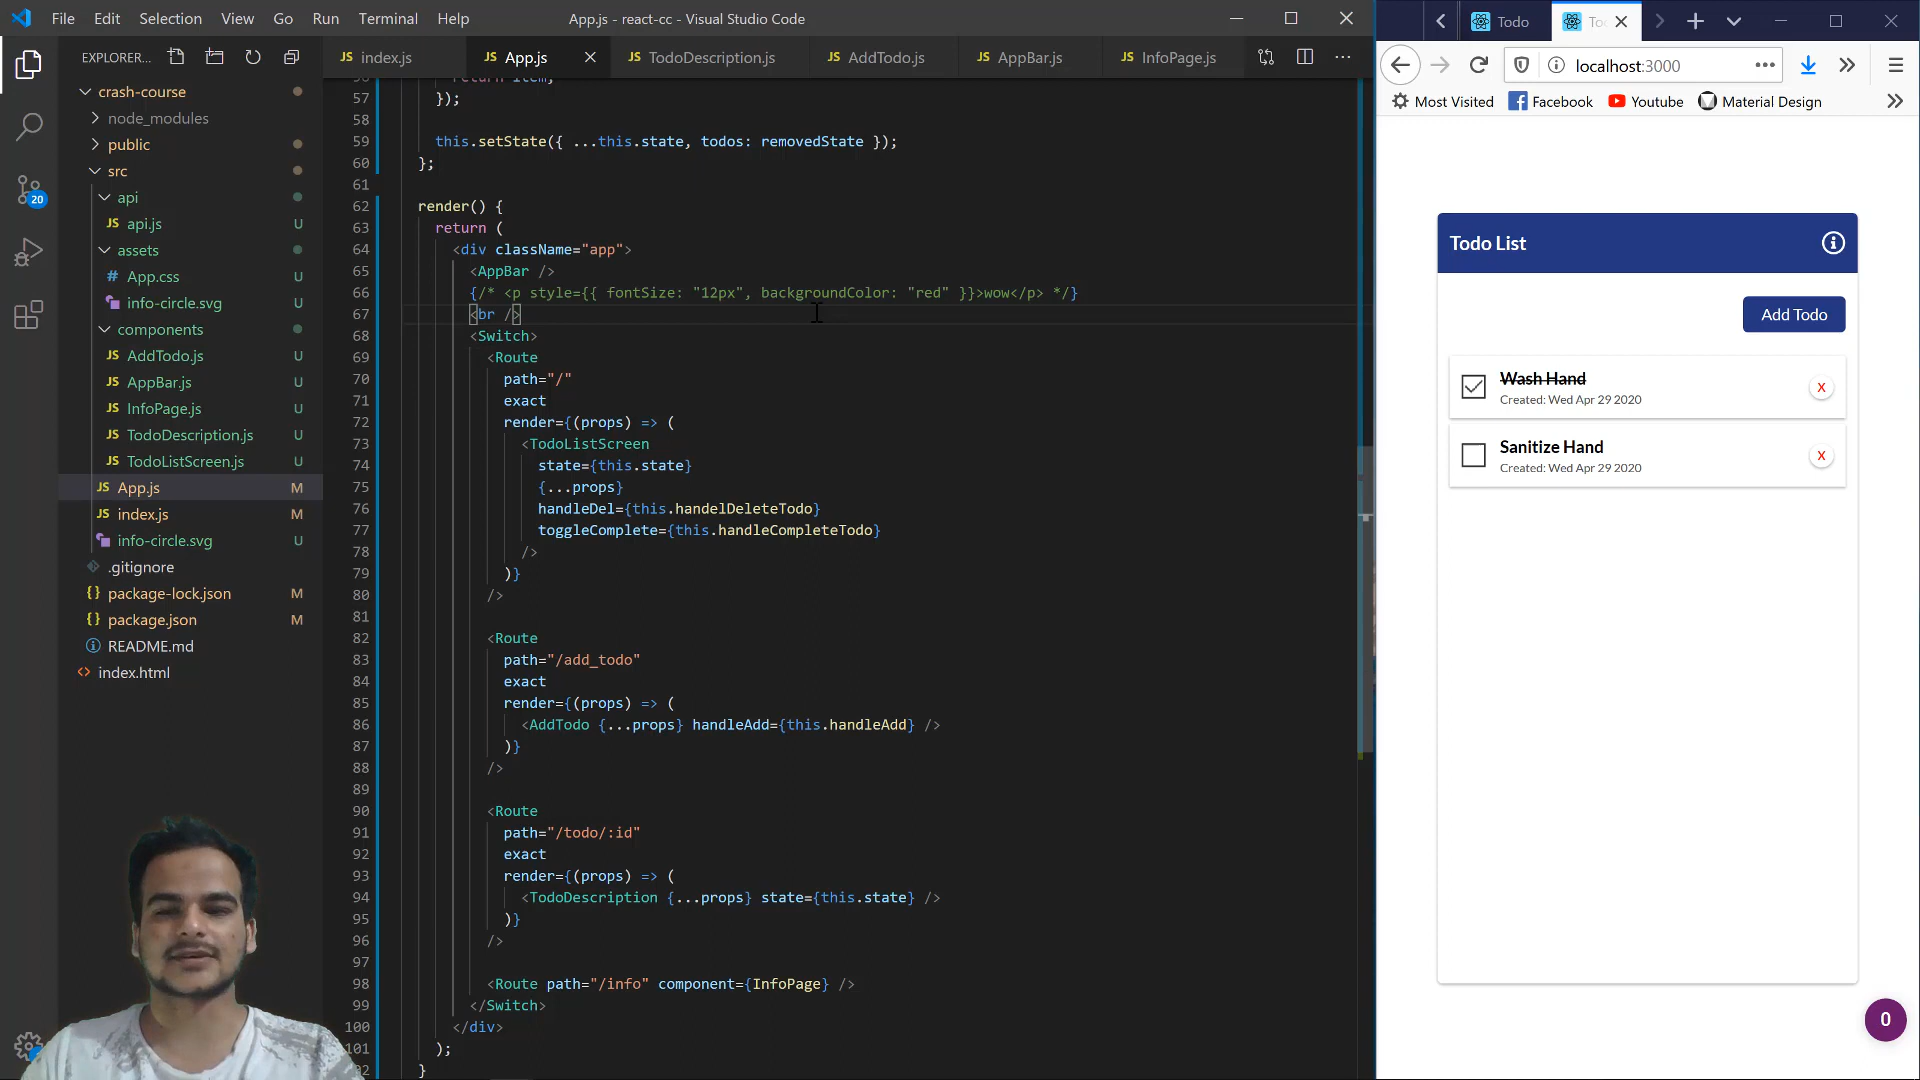 File Edit Selection View Go Run Terminal Help
App.js - react-cc - Visual Studio Code
EXPLORER...
index.js
App.js
TodoDescription.js
AddTodo.js
AppBar.js
InfoPage.js
crash-course
node_modules
public
src
api
api.js U
assets
App.css U
info-circle.svg U
components
AddTodo.js U
AppBar.js U
InfoPage.js U
TodoDescription.js U
TodoListScreen.js U
App.js M
index.js M
info-circle.svg U
.gitignore
package-lock.json M
package.json M
README.md
index.html
20
57 });
58
59 this.setState({ ...this.state, todos: removedState });
60 };
61
62 render() {
63 return (
64 <div className="app">
65 <AppBar />
66 {/* <p style={{ fontSize: "12px", backgroundColor: "red" }}>wow</p> */}
67 <br />
68 <Switch>
69 <Route
70 path="/"
71 exact
72 render={(props) => (
73 <TodoListScreen
74 state={this.state}
75 {...props}
76 handleDel={this.handelDeleteTodo}
77 toggleComplete={this.handleCompleteTodo}
78 />
79 )}
80 />
81
82 <Route
83 path="/add_todo"
84 exact
85 render={(props) => (
86 <AddTodo {...props} handleAdd={this.handleAdd} />
87 )}
88 />
89
90 <Route
91 path="/todo/:id"
92 exact
93 render={(props) => (
94 <TodoDescription {...props} state={this.state} />
95 )}
96 />
97
98 <Route path="/info" component={InfoPage} />
99 </Switch>
100 </div>
101 );
102 }
Todo
localhost:3000
Most Visited Facebook Youtube Material Design
Todo List
Add Todo
Wash Hand
Created: Wed Apr 29 2020
X
Sanitize Hand
Created: Wed Apr 29 2020
X
0